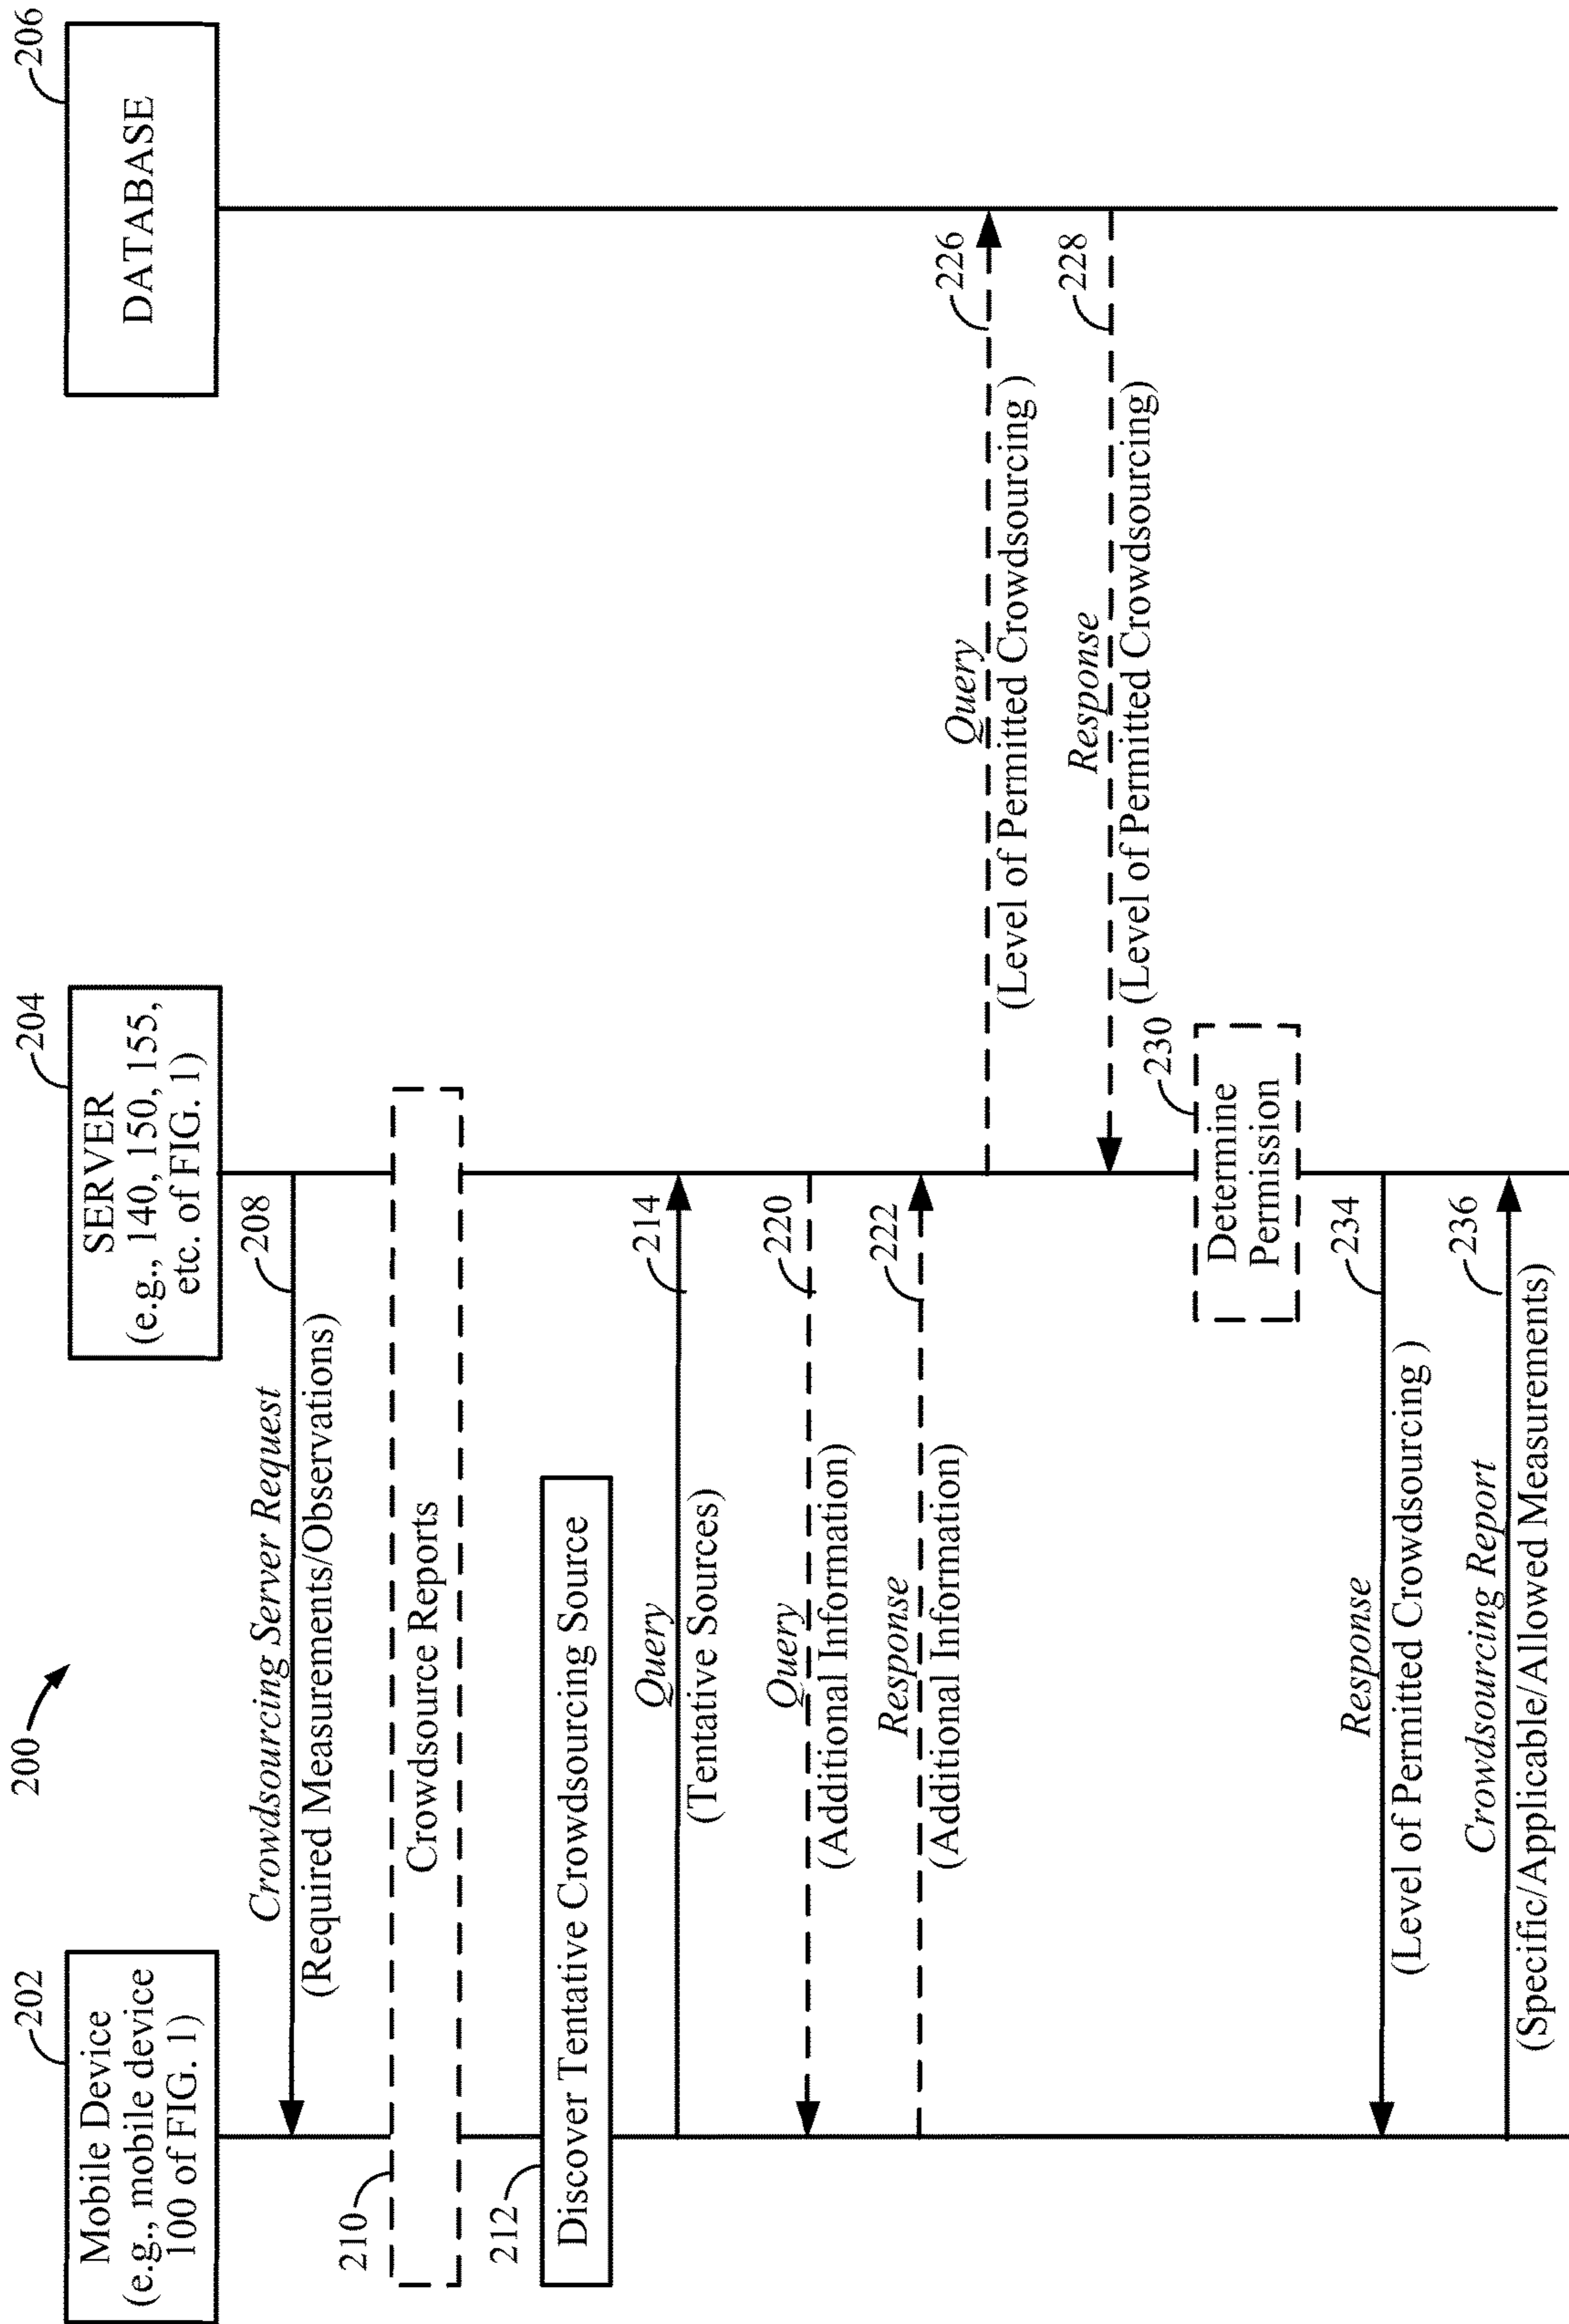 200
202
Mobile Device
(e.g., mobile device
100 of FIG. 1)
204
SERVER
(e.g., 140, 150, 155,
etc. of FIG. 1)
206
DATABASE
208
Crowdsourcing Server Request
(Required Measurements/Observations)
210
Crowdsource Reports
212
Discover Tentative Crowdsourcing Source
214
Query
(Tentative Sources)
220
Query
(Additional Information)
222
Response
(Additional Information)
226
Query
(Level of Permitted Crowdsourcing )
228
Response
(Level of Permitted Crowdsourcing)
230
Determine
Permission
234
Response
(Level of Permitted Crowdsourcing )
236
Crowdsourcing Report
(Specific/Applicable/Allowed Measurements)